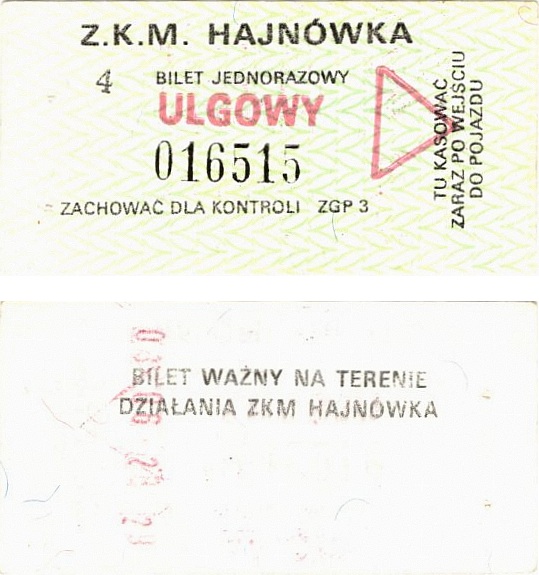 Z.K.M. HAJNÓWKA
4
BILET JEDNORAZOWY
ULGOWY
016515
ZACHOWAĆ DLA KONTROLI ZGP 3
TU KASOWAĆ
ZARAZ PO WEJŚCIU
DO POJAZDU
BILET WAŻNY NA TERENIE
DZIAŁANIA ZKM HAJNÓWKA